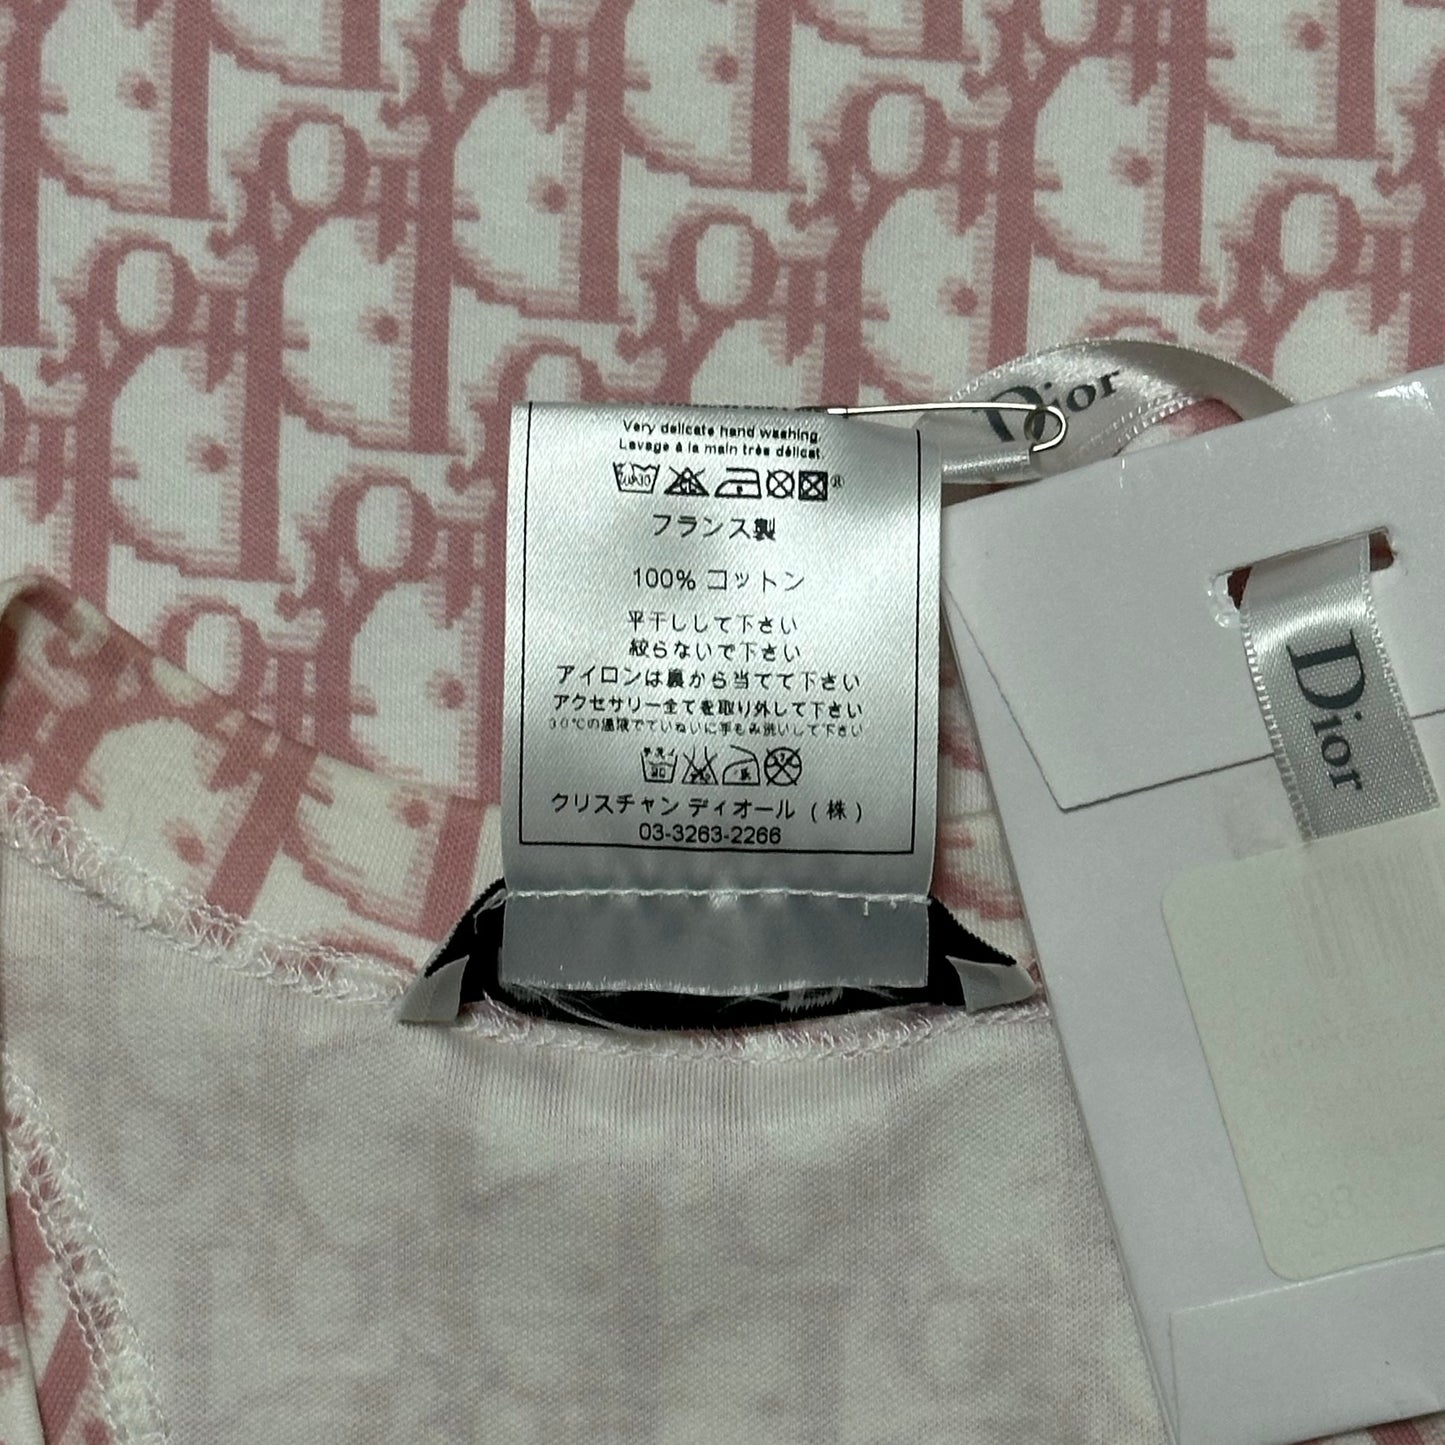 Very delicate hand washing.
Lavage à la main très délicat.
フランス製
100% コットン
平干しして下さい
絞らないで下さい
アイロンは裏から当てて下さい
アクセサリー全てを取り外して下さい
30℃の温液でていねいに手もみ洗いして下さい
クリスチャン ディオール (株)
03-3263-2266
Dior
Dior
38